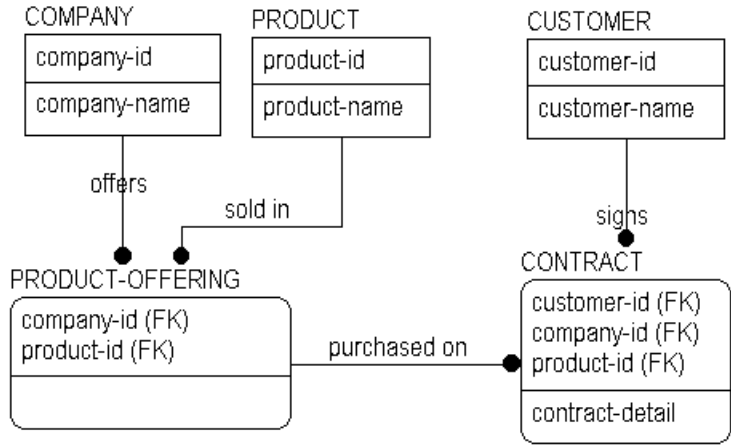 COMPANY
company-id
company-name
PRODUCT
product-id
product-name
CUSTOMER
customer-id
customer-name
offers
sold in
signs
PRODUCT-OFFERING
company-id (FK)
product-id (FK)
purchased on
CONTRACT
customer-id (FK)
company-id (FK)
product-id (FK)
contract-detail